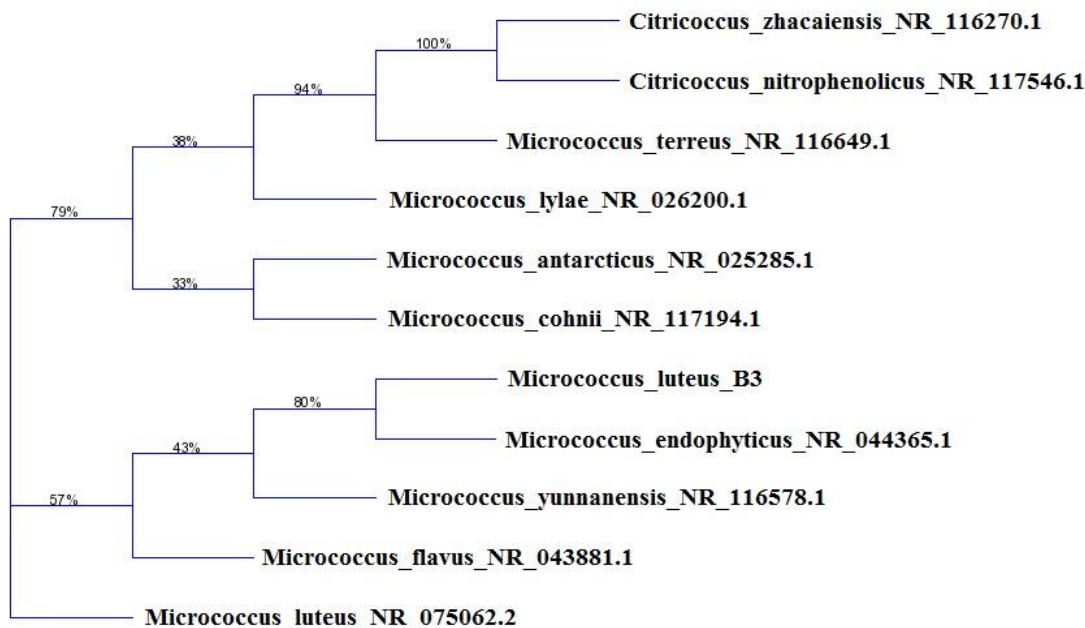 Citricoccus_zhacaiensis_NR_116270.1
100%
Citricoccus_nitrophenolicus_NR_117546.1
94%
Micrococcus_terreus_NR_116649.1
38%
Micrococcus_lylae_NR_026200.1
79%
Micrococcus_antarcticus_NR_025285.1
33%
Micrococcus_cohnii_NR_117194.1
Micrococcus_luteus_B3
80%
Micrococcus_endophyticus_NR_044365.1
43%
Micrococcus_yunnanensis_NR_116578.1
57%
Micrococcus_flavus_NR_043881.1
Micrococcus_luteus_NR_075062.2